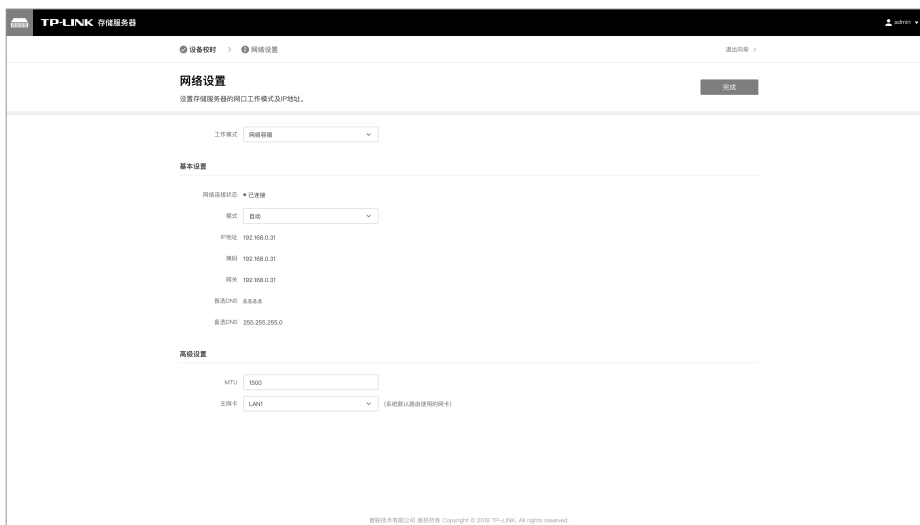 TP-LINK 存储服务器
admin
设备校时 > 2 网络设置
退出向导 >
网络设置
完成
设置存储服务器的网口工作模式及IP地址。
工作模式 网络容错
基本设置
网络连接状态 已连接
模式 自动
IP地址 192.168.0.31
掩码 192.168.0.31
网关 192.168.0.31
首选DNS 8.8.8.8
备选DNS 255.255.255.0
高级设置
MTU 1500
主网卡 LAN1 (系统默认路由使用的网卡)
普联技术有限公司 版权所有 Copyright © 2019 TP-LINK. All rights reserved.